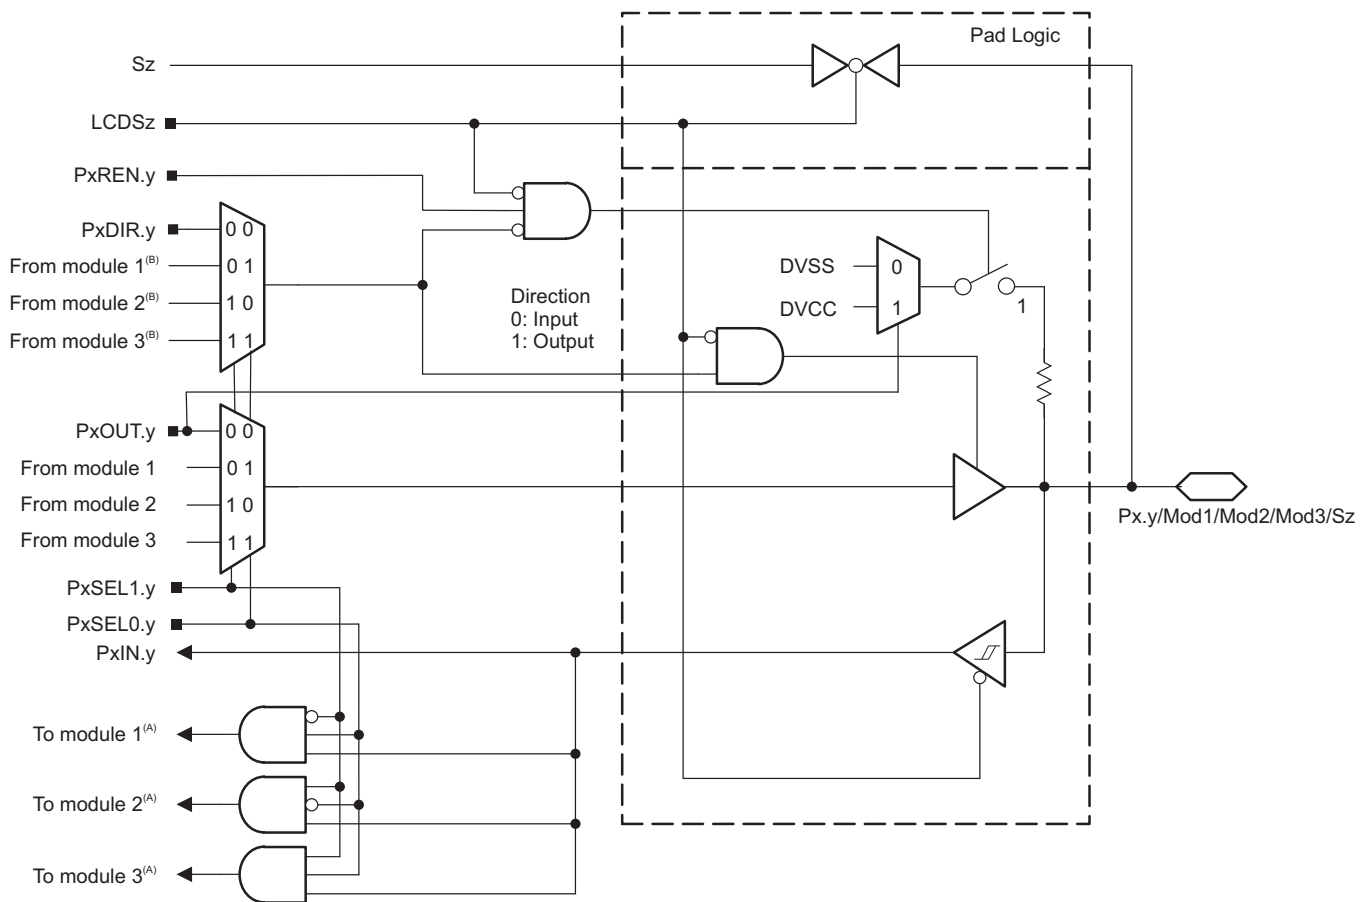 Pad Logic
Sz
LCDSz
PxREN.y
PxDIR.y
0 0
From module 1(B)
0 1
From module 2(B)
1 0
From module 3(B)
1 1
Direction
0: Input
1: Output
DVSS
0
DVCC
1
1
PxOUT.y
0 0
From module 1
0 1
From module 2
1 0
From module 3
1 1
Px.y/Mod1/Mod2/Mod3/Sz
PxSEL1.y
PxSEL0.y
PxIN.y
To module 1(A)
To module 2(A)
To module 3(A)